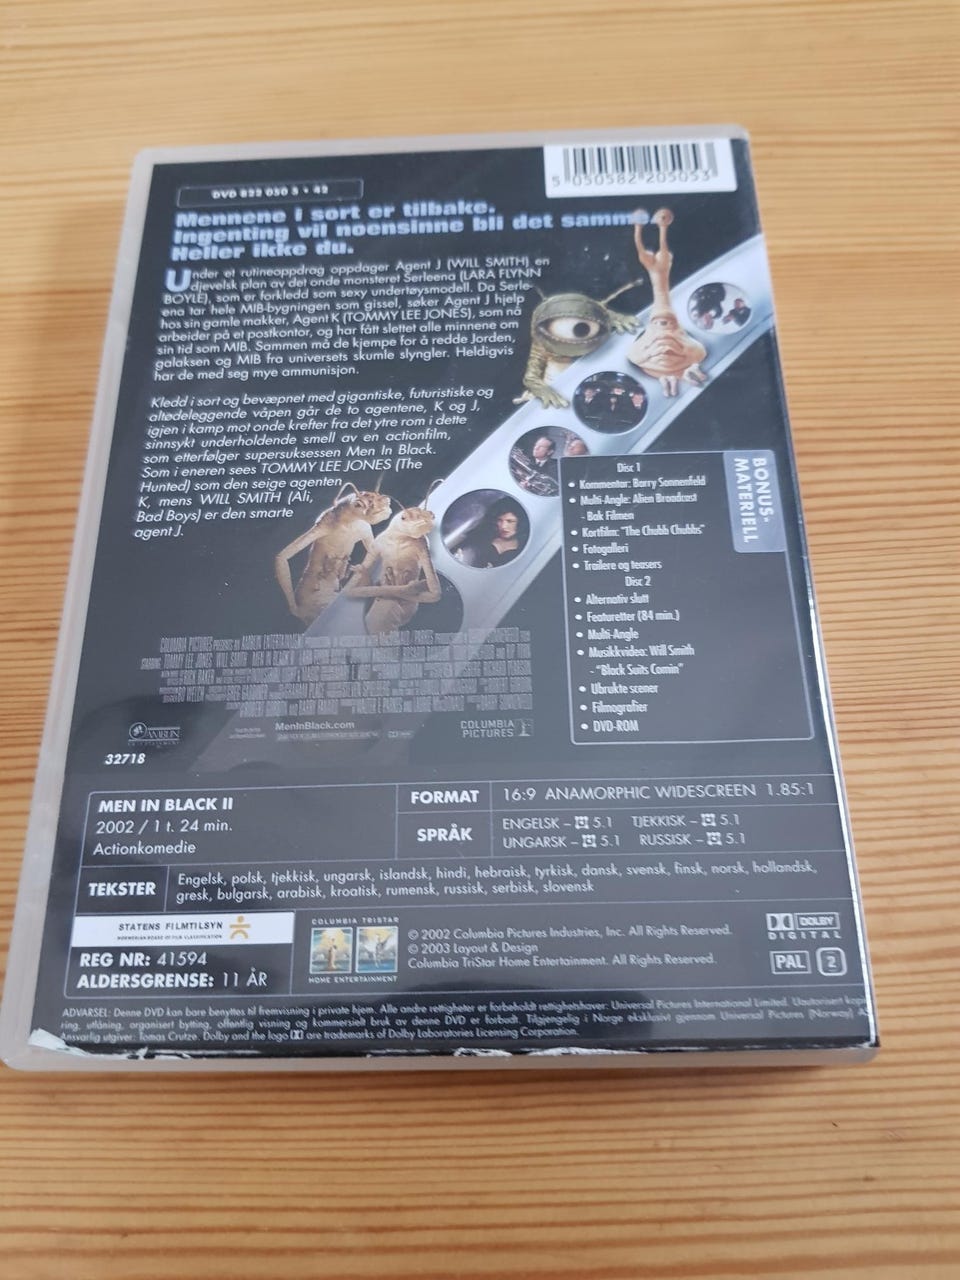 5 050582 205053
DVD 822 050 5 • 42
Mennene i sort er tilbake.
Ingenting vil noensinne bli det samme.
Heller ikke du.
Under et rutineoppdrag oppdager Agent J (WILL SMITH) en
djevelsk plan av det onde monsteret Serleena (LARA FLYNN
BOYLE), som er forkledd som sexy undertøysmodell. Da Serle-
ena tar hele MIB-bygningen som gissel, søker Agent J hjelp
hos sin gamle makker, Agent K (TOMMY LEE JONES), som nå
arbeider på et postkontor, og har fått slettet alle minnene om
sin tid som MIB. Sammen må de kjempe for å redde Jorden,
galaksen og MIB fra universets skumle slyngler. Heldigvis
har de med seg mye ammunisjon.
Kledd i sort og bevæpnet med gigantiske, futuristiske og
altødeleggende våpen går de to agentene, K og J,
igjen i kamp mot onde krefter fra det ytre rom i dette
sinnsykt underholdende smell av en actionfilm,
som etterfølger supersuksessen Men In Black.
Som i eneren sees TOMMY LEE JONES (The
Hunted) som den seige agenten
K, mens WILL SMITH (Ali,
Bad Boys) er den smarte
agent J.
BONUS-
MATERIELL
Disc 1
• Kommentar: Barry Sonnenfeld
• Multi-Angle: Alien Broadcast
- Bak Filmen
• Kortfilm: "The Chubb Chubbs"
• Fotogalleri
• Trailere og teasers
Disc 2
• Alternativ slutt
• Featuretter (84 min.)
• Multi-Angle
• Musikkvideo: Will Smith
- "Black Suits Comin"
• Ubrukte scener
• Filmografier
• DVD-ROM
COLUMBIA PICTURES
AMBLIN
ENTERTAINMENT
MenInBlack.com
COLUMBIA
PICTURES
32718
MEN IN BLACK II
2002 / 1 t. 24 min.
Actionkomedie
FORMAT
16:9 ANAMORPHIC WIDESCREEN 1.85:1
SPRÅK
ENGELSK – 5.1 TJEKKISK – 5.1
UNGARSK – 5.1 RUSSISK – 5.1
TEKSTER
Engelsk, polsk, tjekkisk, ungarsk, islandsk, hindi, hebraisk, tyrkisk, dansk, svensk, finsk, norsk, hollandsk,
gresk, bulgarsk, arabisk, kroatisk, rumensk, russisk, serbisk, slovensk
STATENS FILMTILSYN
NORWEGIAN BOARD OF FILM CLASSIFICATION
REG NR: 41594
ALDERSGRENSE: 11 ÅR
COLUMBIA TRISTAR
HOME ENTERTAINMENT
© 2002 Columbia Pictures Industries, Inc. All Rights Reserved.
© 2003 Layout & Design
Columbia TriStar Home Entertainment. All Rights Reserved.
DOLBY
DIGITAL
PAL 2
ADVARSEL: Denne DVD kan bare benyttes til fremvisning i private hjem. Alle andre rettigheter er forbeholdt rettighetshaver: Universal Pictures International Limited. Uautorisert kopi-
ring, utlåning, organisert bytting, offentlig visning og kommersielt bruk av denne DVD er forbudt. Tilgjengelig i Norge eksklusivt gjennom Universal Pictures (Norway) AS
Ansvarlig utgiver: Tomas Crutze. Dolby and the logo are trademarks of Dolby Laboratories Licensing Corporation.